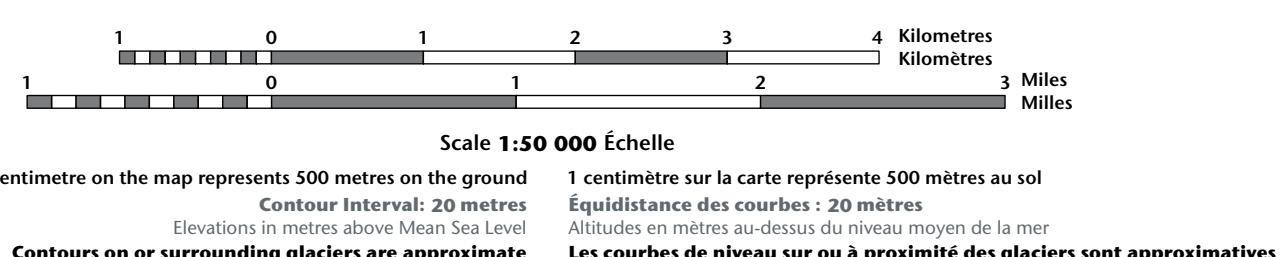 1 0 1 2 3 4 Kilometres
Kilomètres
1 0 1 2 3 Miles
Milles
Scale 1:50 000 Échelle
entimetre on the map represents 500 metres on the ground
1 centimètre sur la carte représente 500 mètres au sol
Contour Interval: 20 metres
Équidistance des courbes : 20 mètres
Elevations in metres above Mean Sea Level
Altitudes en mètres au-dessus du niveau moyen de la mer
Contours on or surrounding glaciers are approximate
Les courbes de niveau sur ou à proximité des glaciers sont approximatives